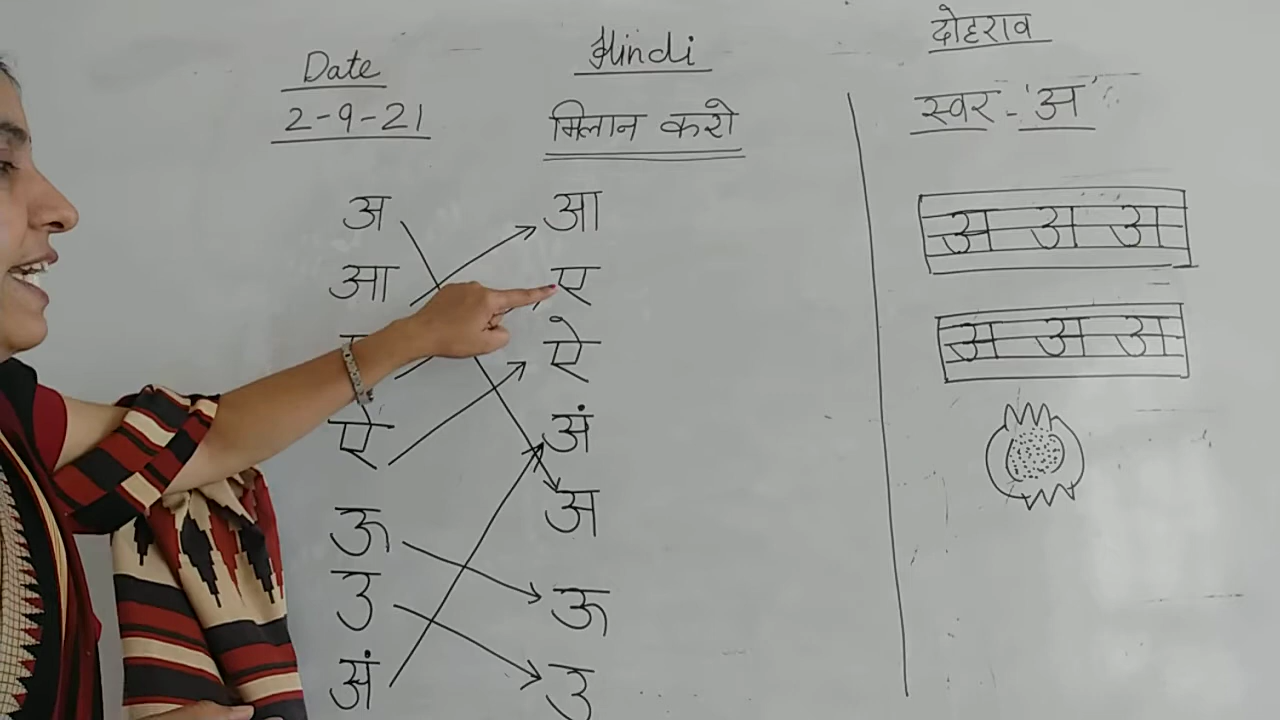 Date
2-9-21
Hindi
मिलान करो
अ आ
आ ए
ऐ
ऐ अं
अ
ऊ ऊ
उ उ
अं
दोहराव
स्वर - 'अ'
अ अ अ
अ अ अ